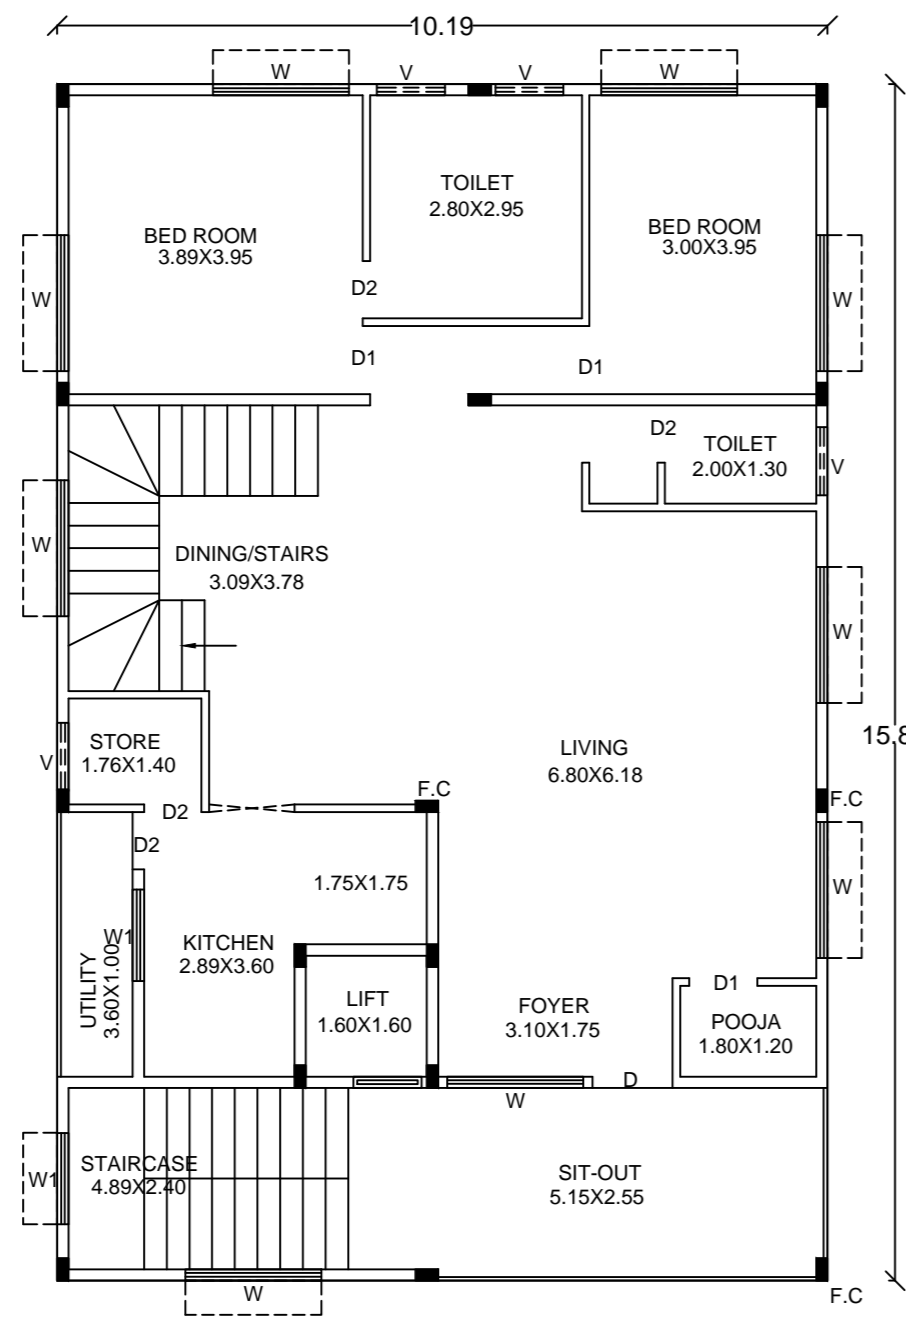 10.19
W
V
V
W
TOILET
2.80X2.95
BED ROOM
3.89X3.95
BED ROOM
3.00X3.95
W
W
D2
D1
D1
D2
TOILET
2.00X1.30
V
W
DINING/STAIRS
3.09X3.78
W
STORE
1.76X1.40
V
LIVING
6.80X6.18
15.8
F.C
F.C
D2
D2
1.75X1.75
W
W1
KITCHEN
2.89X3.60
UTILITY
3.60X1.00
LIFT
1.60X1.60
FOYER
3.10X1.75
D1
POOJA
1.80X1.20
D
W
STAIRCASE
4.89X2.40
W1
SIT-OUT
5.15X2.55
W
F.C